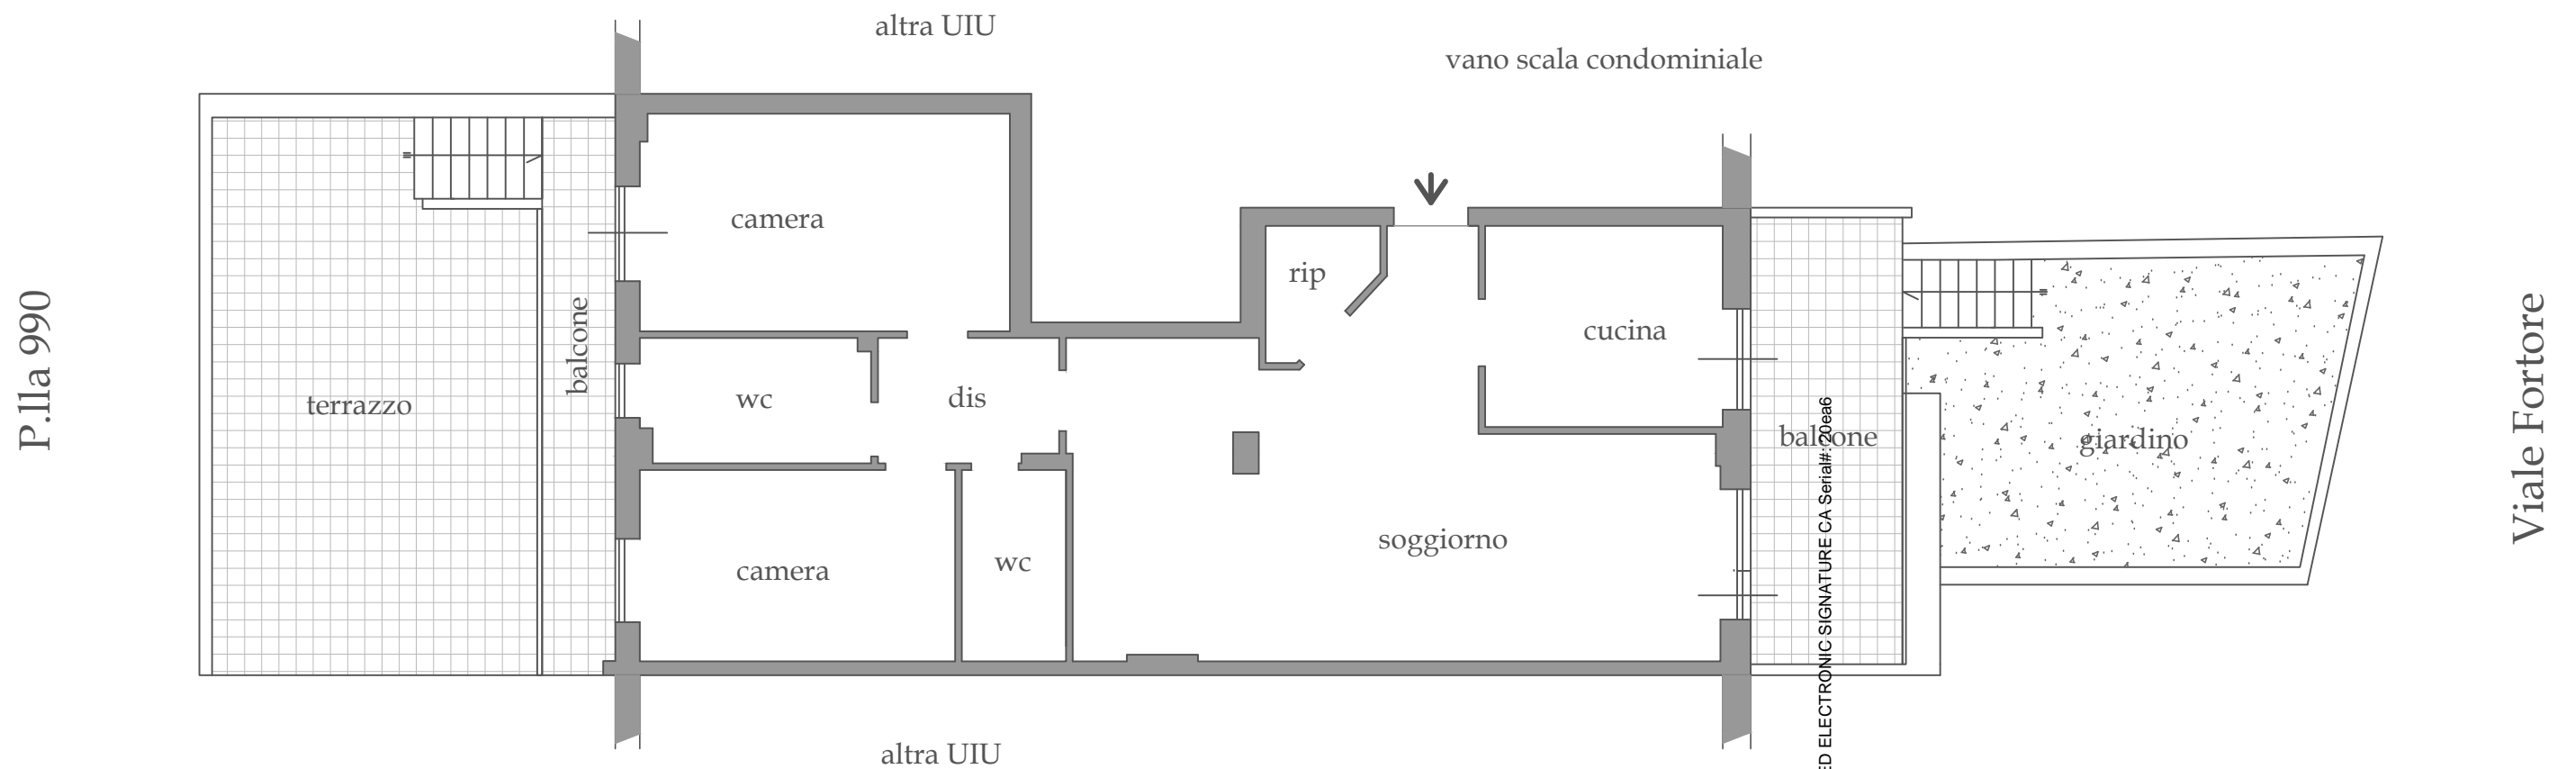 altra UIU
vano scala condominiale
camera
rip
cucina
P.lla 990
balcone
terrazzo
wc
dis
balcone
giardino
Viale Fortore
soggiorno
camera
wc
altra UIU
ED ELECTRONIC SIGNATURE CA Serial#: 20ea6